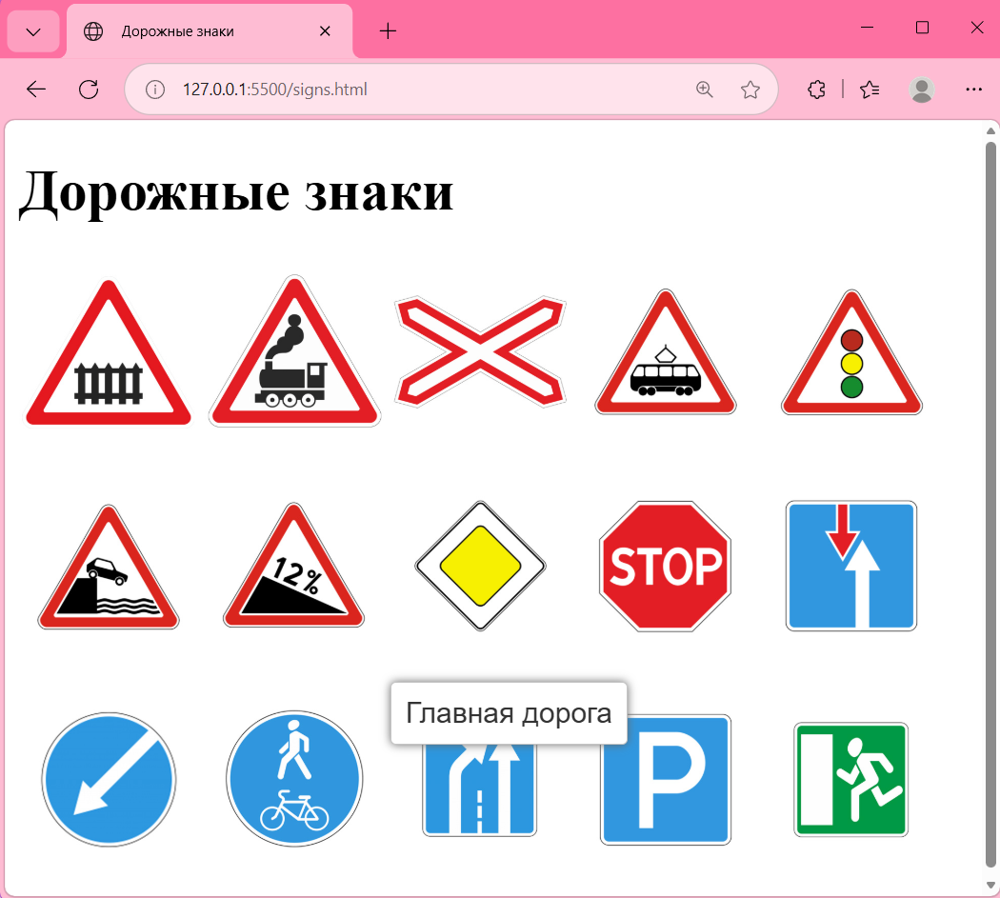 Дорожные знаки
127.0.0.1:5500/signs.html
Дорожные знаки
12%
STOP
Главная дорога
P